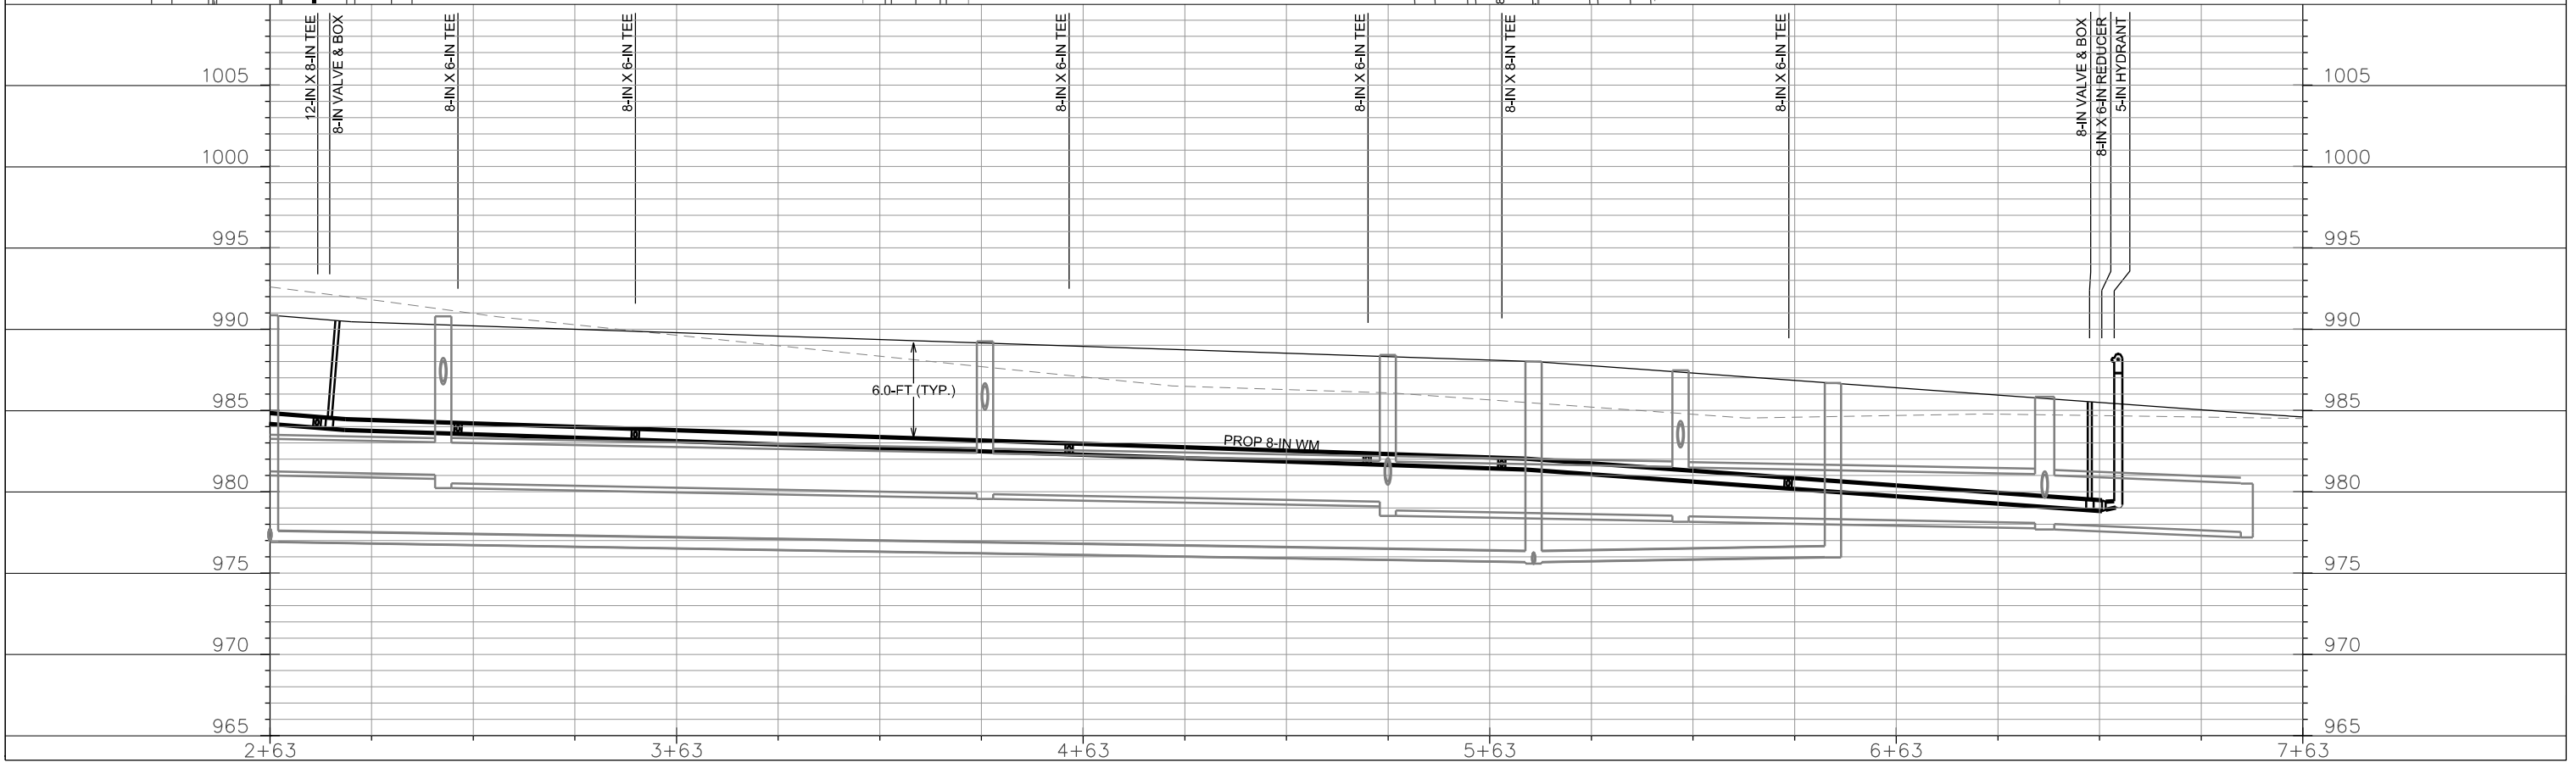 12-IN X 8-IN TEE
8-IN VALVE & BOX
8-IN X 6-IN TEE
8-IN X 6-IN TEE
8-IN X 6-IN TEE
8-IN X 6-IN TEE
8-IN X 8-IN TEE
8-IN X 6-IN TEE
8-IN VALVE & BOX
8-IN X 6-IN REDUCER
5-IN HYDRANT
1005
1005
1000
1000
995
995
990
990
6.0-FT (TYP.)
985
985
PROP 8-IN WM
980
980
975
975
970
970
965
965
2+63
3+63
4+63
5+63
6+63
7+63